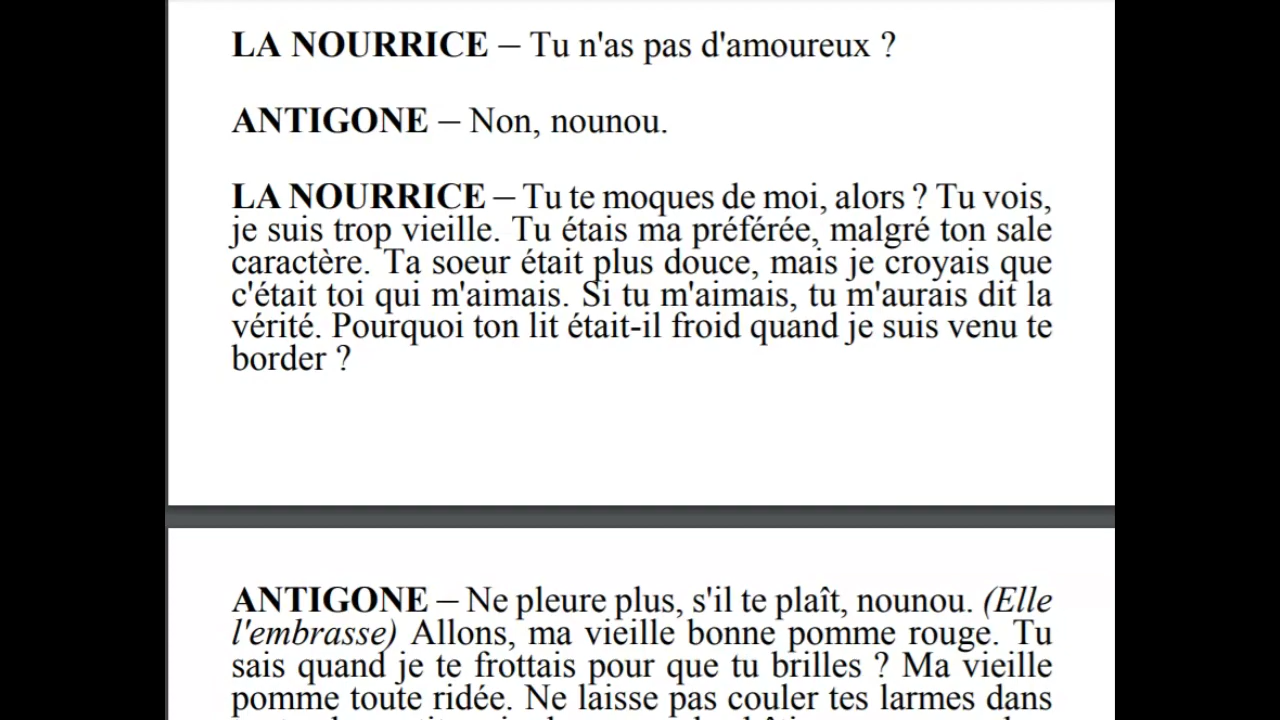 LA NOURRICE – Tu n'as pas d'amoureux ?
ANTIGONE – Non, nounou.
LA NOURRICE – Tu te moques de moi, alors ? Tu vois,
je suis trop vieille. Tu étais ma préférée, malgré ton sale
caractère. Ta soeur était plus douce, mais je croyais que
c'était toi qui m'aimais. Si tu m'aimais, tu m'aurais dit la
vérité. Pourquoi ton lit était-il froid quand je suis venu te
border ?
ANTIGONE – Ne pleure plus, s'il te plaît, nounou. (Elle
l'embrasse) Allons, ma vieille bonne pomme rouge. Tu
sais quand je te frottais pour que tu brilles ? Ma vieille
pomme toute ridée. Ne laisse pas couler tes larmes dans